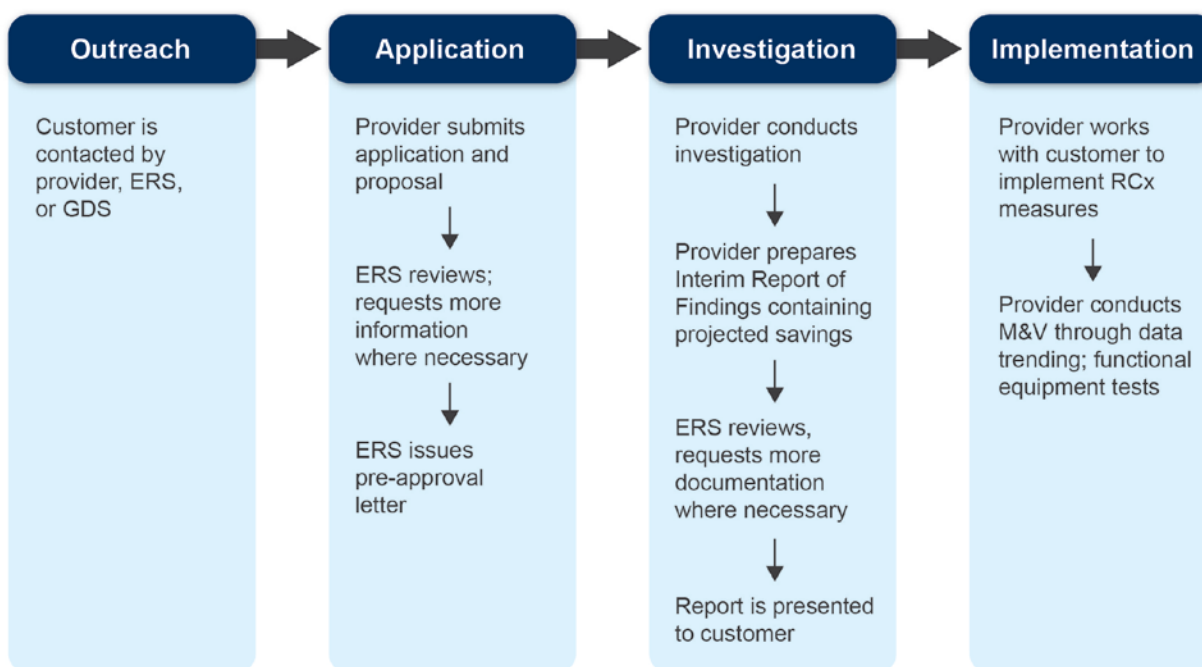 Outreach
Customer is
contacted by
provider, ERS,
or GDS
Application
Provider submits
application and
proposal
ERS reviews;
requests more
information
where necessary
ERS issues
pre-approval
letter
Investigation
Provider conducts
investigation
Provider prepares
Interim Report of
Findings containing
projected savings
ERS reviews,
requests more
documentation
where necessary
Report is presented
to customer
Implementation
Provider works
with customer to
implement RCx
measures
Provider conducts
M&V through data
trending; functional
equipment tests